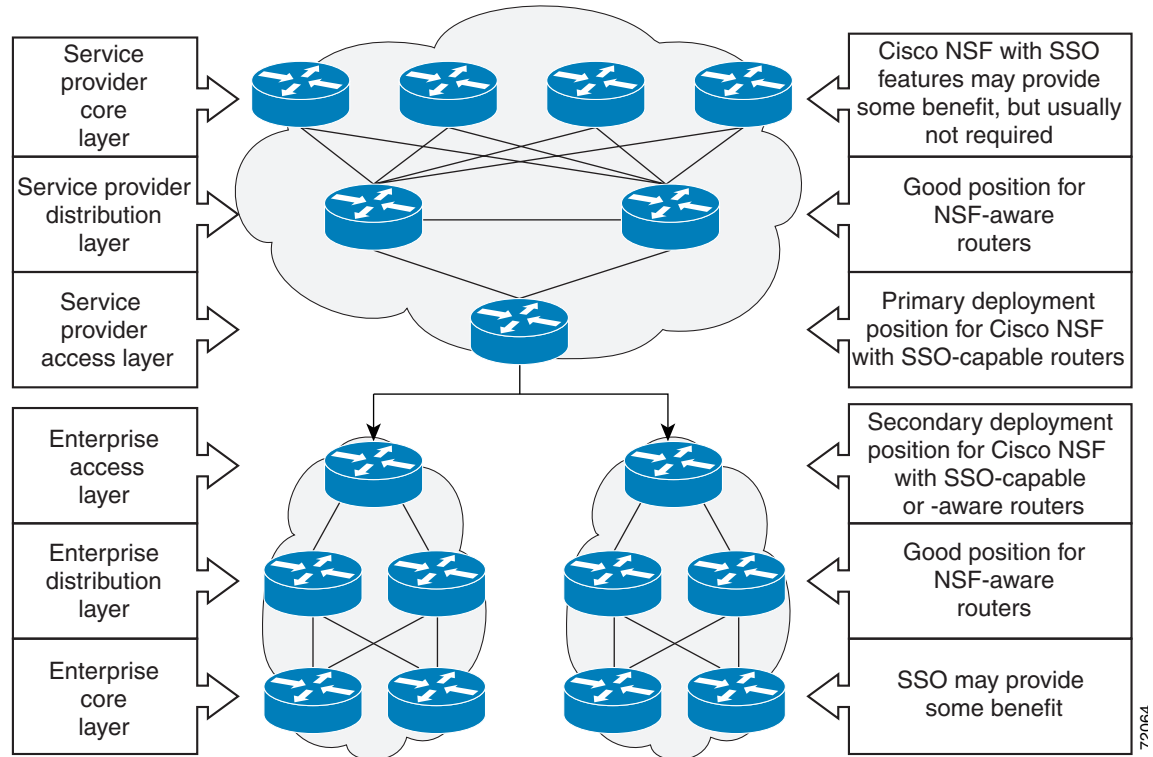 Service
provider
core
layer
Cisco NSF with SSO
features may provide
some benefit, but usually
not required
Service provider
distribution
layer
Good position for
NSF-aware
routers
Service
provider
access layer
Primary deployment
position for Cisco NSF
with SSO-capable routers
Enterprise
access
layer
Secondary deployment
position for Cisco NSF
with SSO-capable
or -aware routers
Enterprise
distribution
layer
Good position for
NSF-aware
routers
Enterprise
core
layer
SSO may provide
some benefit
72064